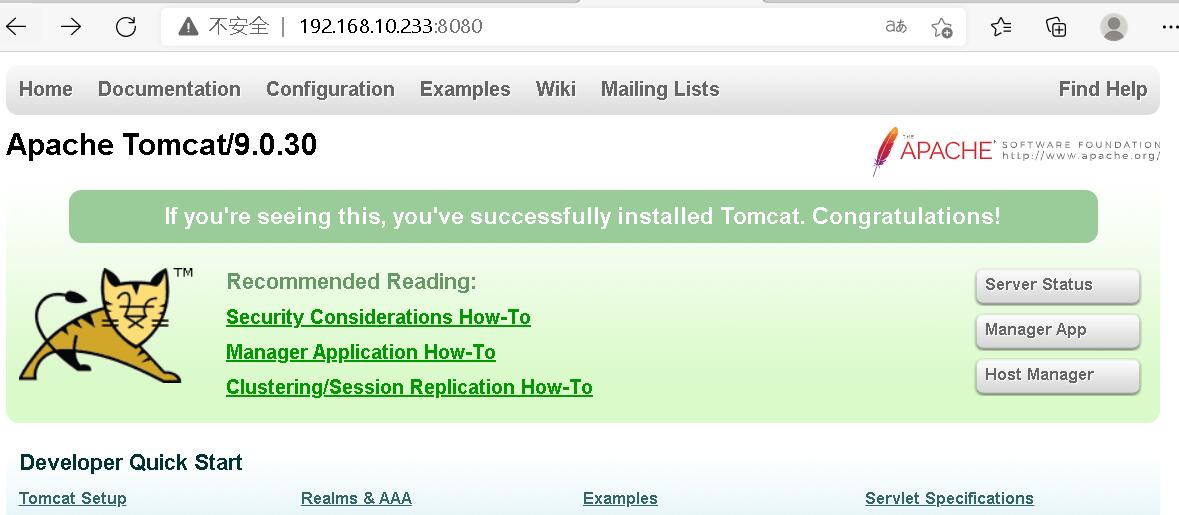 不安全 | 192.168.10.233:8080 aあ
Home Documentation Configuration Examples Wiki Mailing Lists Find Help
Apache Tomcat/9.0.30
THE APACHE SOFTWARE FOUNDATION
http://www.apache.org/
If you're seeing this, you've successfully installed Tomcat. Congratulations!
TM
Recommended Reading:
Security Considerations How-To
Manager Application How-To
Clustering/Session Replication How-To
Server Status
Manager App
Host Manager
Developer Quick Start
Tomcat Setup Realms & AAA Examples Servlet Specifications